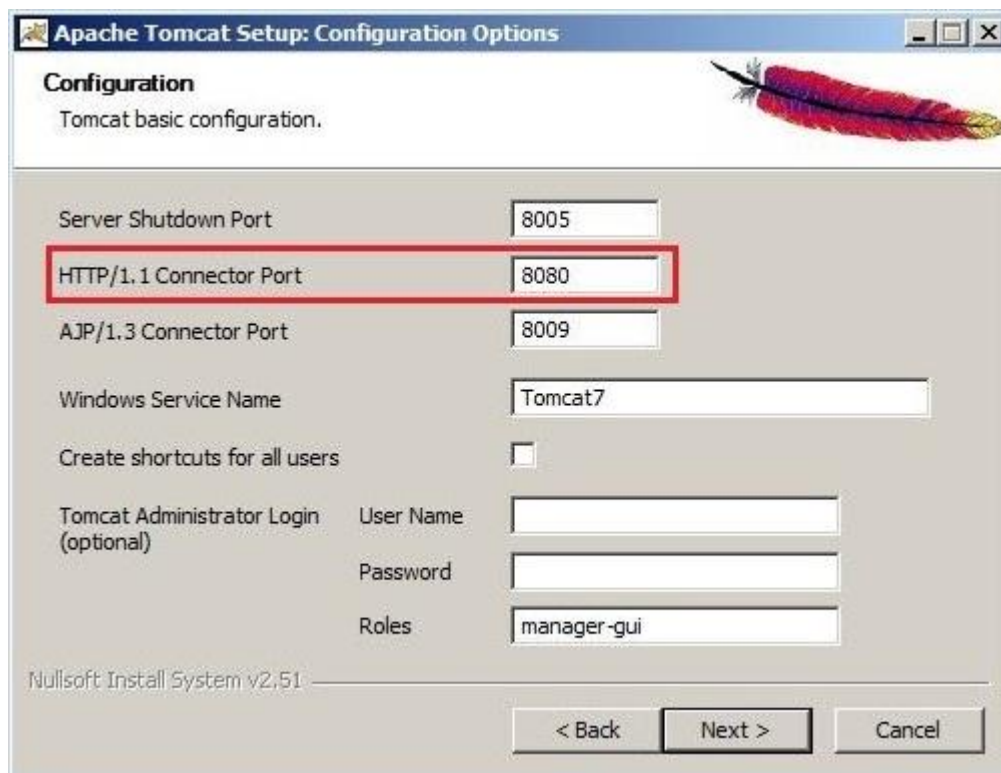 Apache Tomcat Setup: Configuration Options
Configuration
Tomcat basic configuration.
Server Shutdown Port 8005
HTTP/1.1 Connector Port 8080
AJP/1.3 Connector Port 8009
Windows Service Name Tomcat7
Create shortcuts for all users
Tomcat Administrator Login User Name
(optional)
Password
Roles manager-gui
Nullsoft Install System v2.51
< Back Next > Cancel